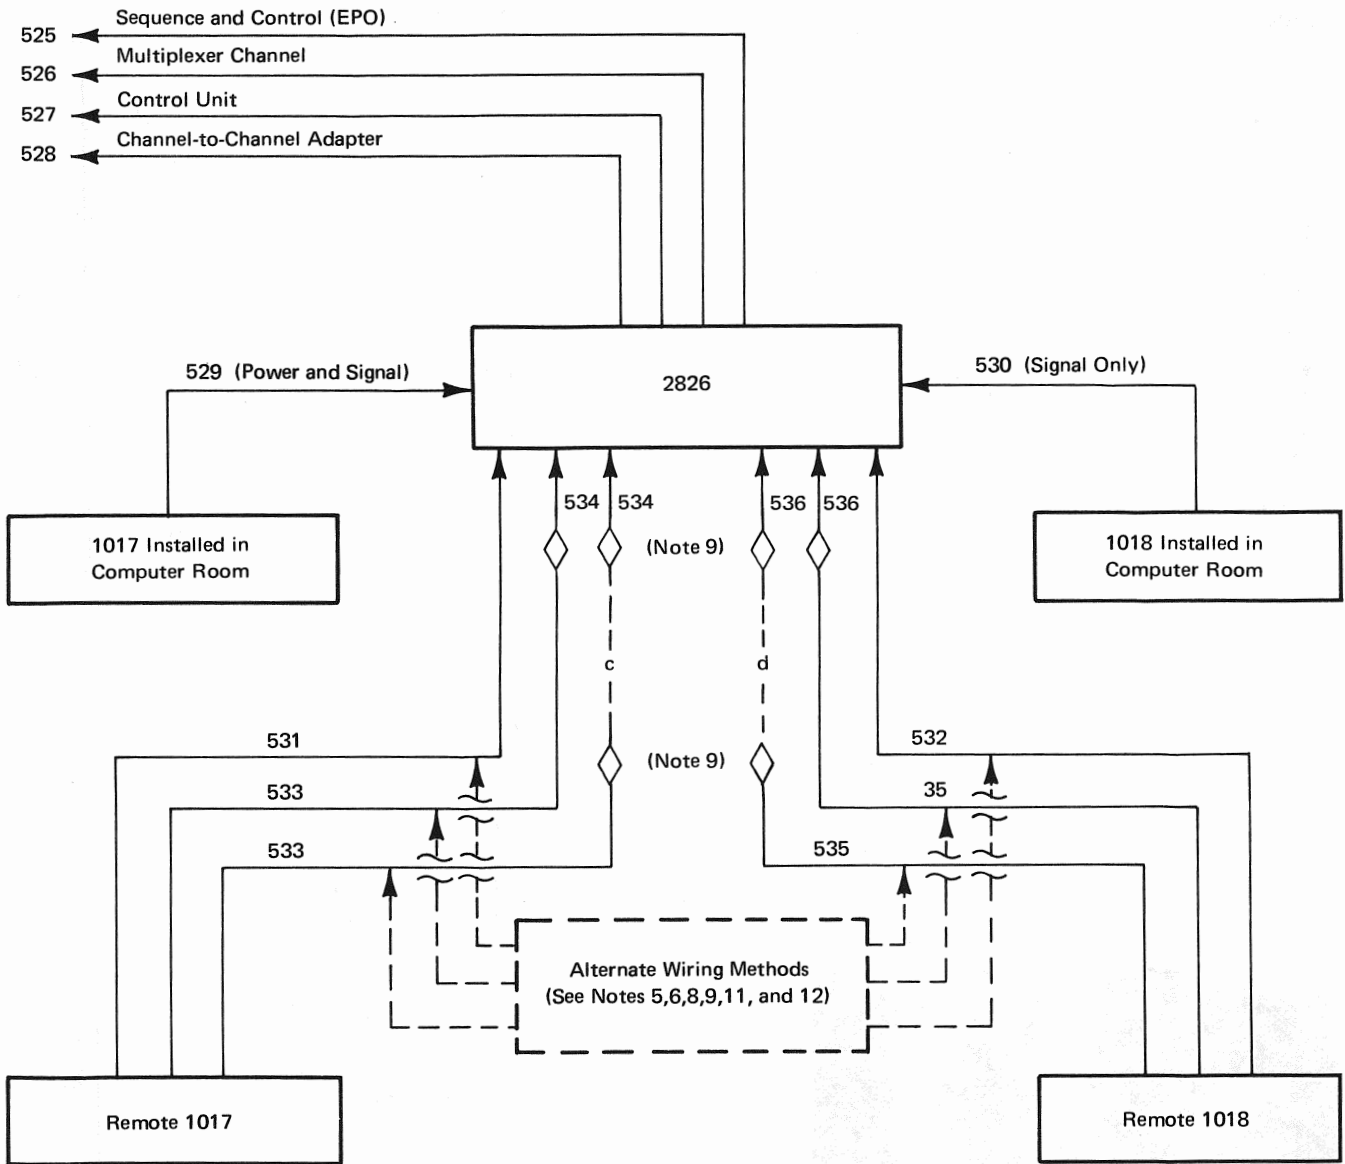 Sequence and Control (EPO)
525
Multiplexer Channel
526
Control Unit
527
Channel-to-Channel Adapter
528
529 (Power and Signal)
2826
530 (Signal Only)
534
534
536
536
1017 Installed in
Computer Room
(Note 9)
1018 Installed in
Computer Room
c
d
531
(Note 9)
532
533
35
533
535
Alternate Wiring Methods
(See Notes 5,6,8,9,11, and 12)
Remote 1017
Remote 1018